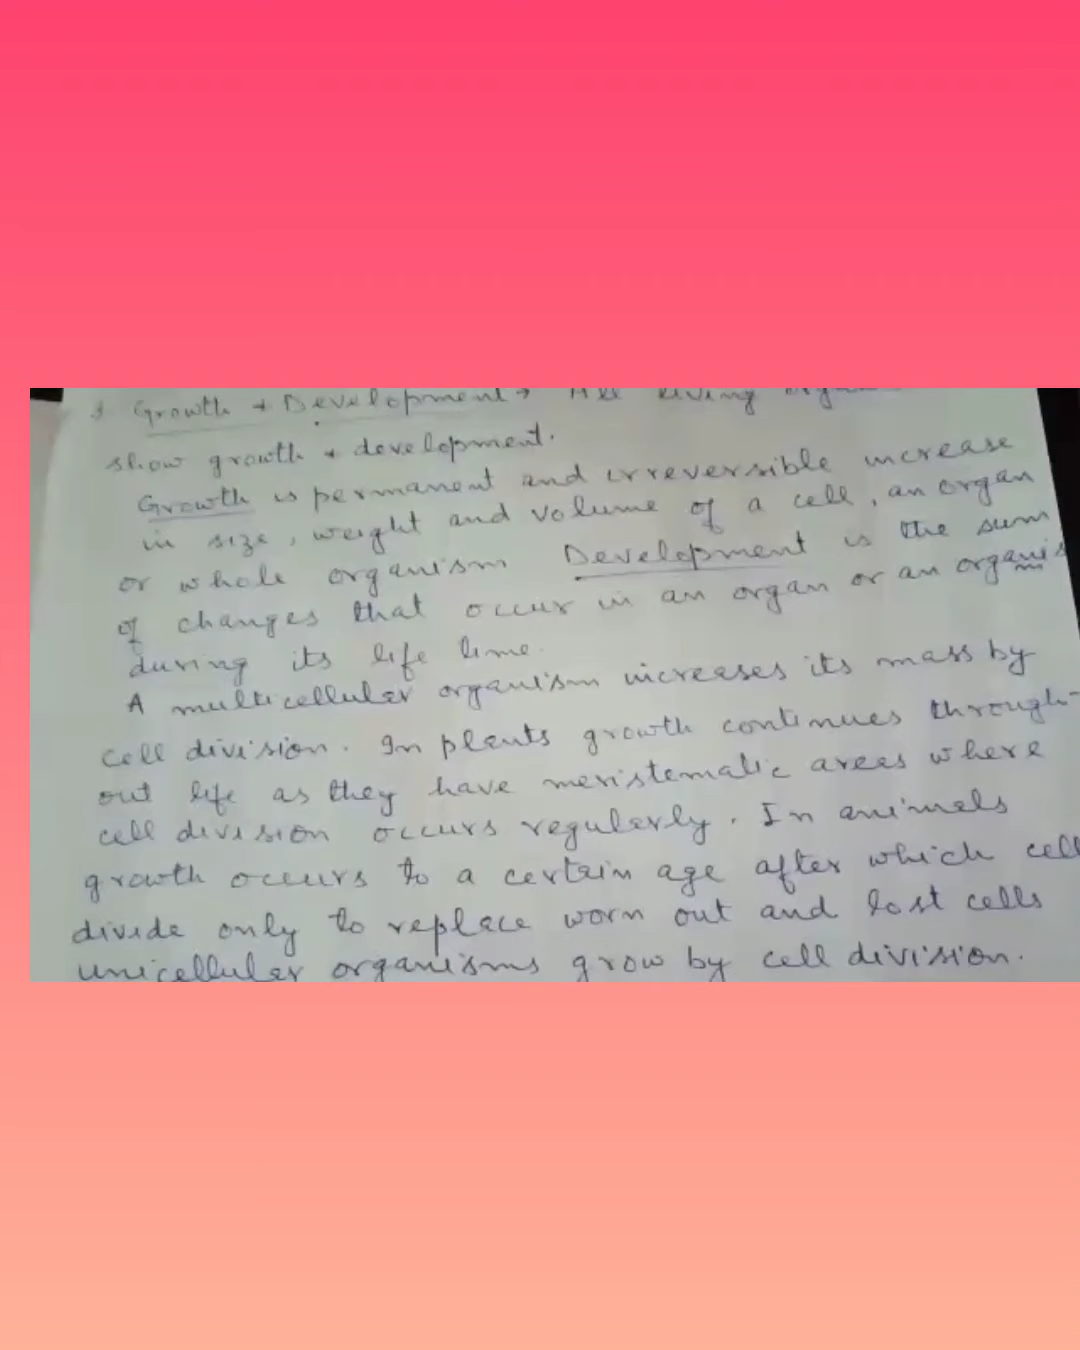 3. Growth + Development → All living
show growth + development.
Growth is permanent and irreversible increase
in size, weight and volume of a cell, an organ
or whole organism Development is the sum
of changes that occur in an organ or an organis
during its life time.
A multicellular organism increases its mass by
cell division. In plants growth continues through-
out life as they have meristematic areas where
cell division occurs regularly. In animals
growth occurs to a certain age after which cell
divide only to replace worn out and lost cells
unicellular organisms grow by cell division.